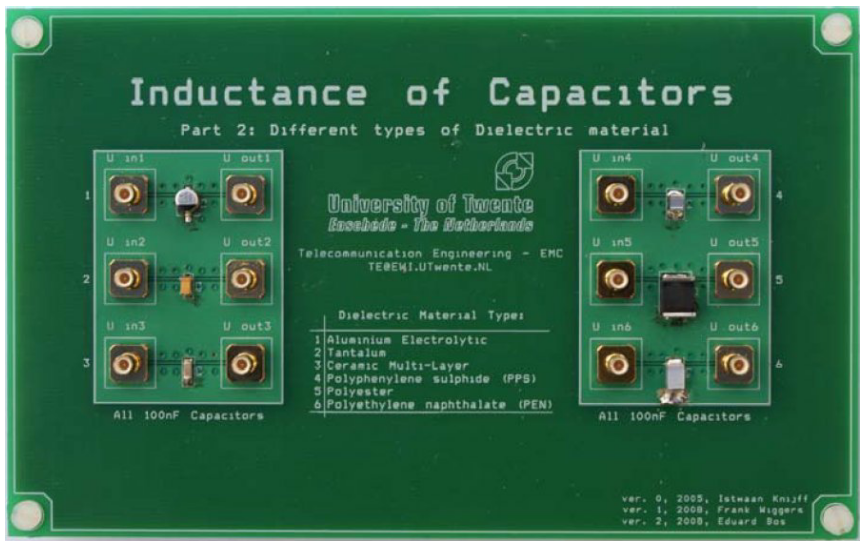 Inductance of Capacitors
Part 2: Different types of Dielectric material
U in1 U out1
1
U in2 U out2
2
U in3 U out3
3
All 100nF Capacitors
University of Twente
Enschede - The Netherlands
Telecommunication Engineering - EMC
TE@EWI.UTwente.NL
Dielectric Material Type:
1 Aluminium Electrolytic
2 Tantalum
3 Ceramic Multi-Layer
4 Polyphenylene sulphide (PPS)
5 Polyester
6 Polyethylene naphthalate (PEN)
U in4 U out4
4
U in5 U out5
5
U in6 U out6
6
All 100nF Capacitors
ver. 0, 2005, Istwaan Knijff
ver. 1, 2008, Frank Wiggers
ver. 2, 2008, Eduard Bos